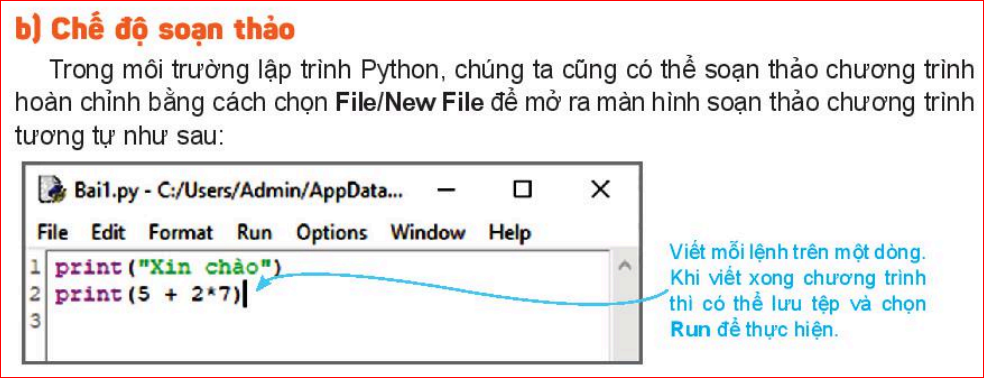 b) Chế độ soạn thảo
Trong môi trường lập trình Python, chúng ta cũng có thể soạn thảo chương trình
hoàn chỉnh bằng cách chọn File/New File để mở ra màn hình soạn thảo chương trình
tương tự như sau:
Bai1.py - C:/Users/Admin/AppData...
File Edit Format Run Options Window Help
1 print("Xin chào")
2 print(5 + 2*7)
3
Viết mỗi lệnh trên một dòng.
Khi viết xong chương trình
thì có thể lưu tệp và chọn
Run để thực hiện.